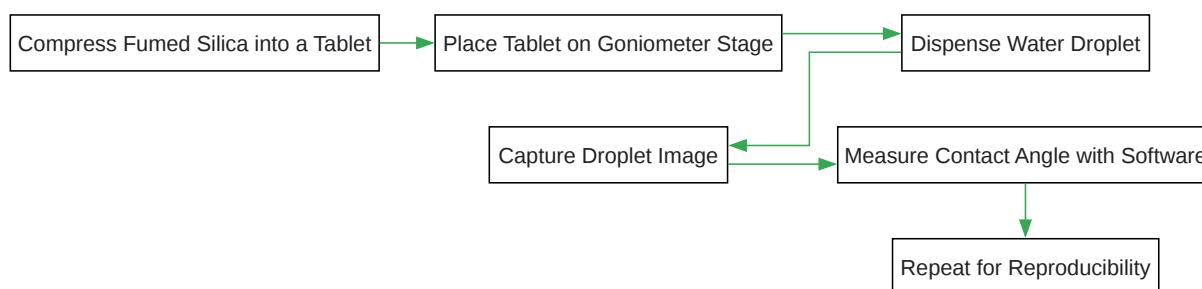 Compress Fumed Silica into a Tablet
Place Tablet on Goniometer Stage
Dispense Water Droplet
Capture Droplet Image
Measure Contact Angle with Software
Repeat for Reproducibility